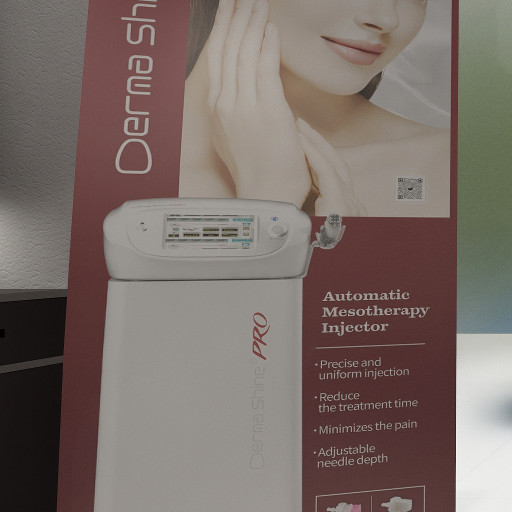 Derma Sh
Derma Shine PRO
Automatic
Mesotherapy
Injector
· Precise and
uniform injection
· Reduce
the treatment time
· Minimizes the pain
· Adjustable
needle depth